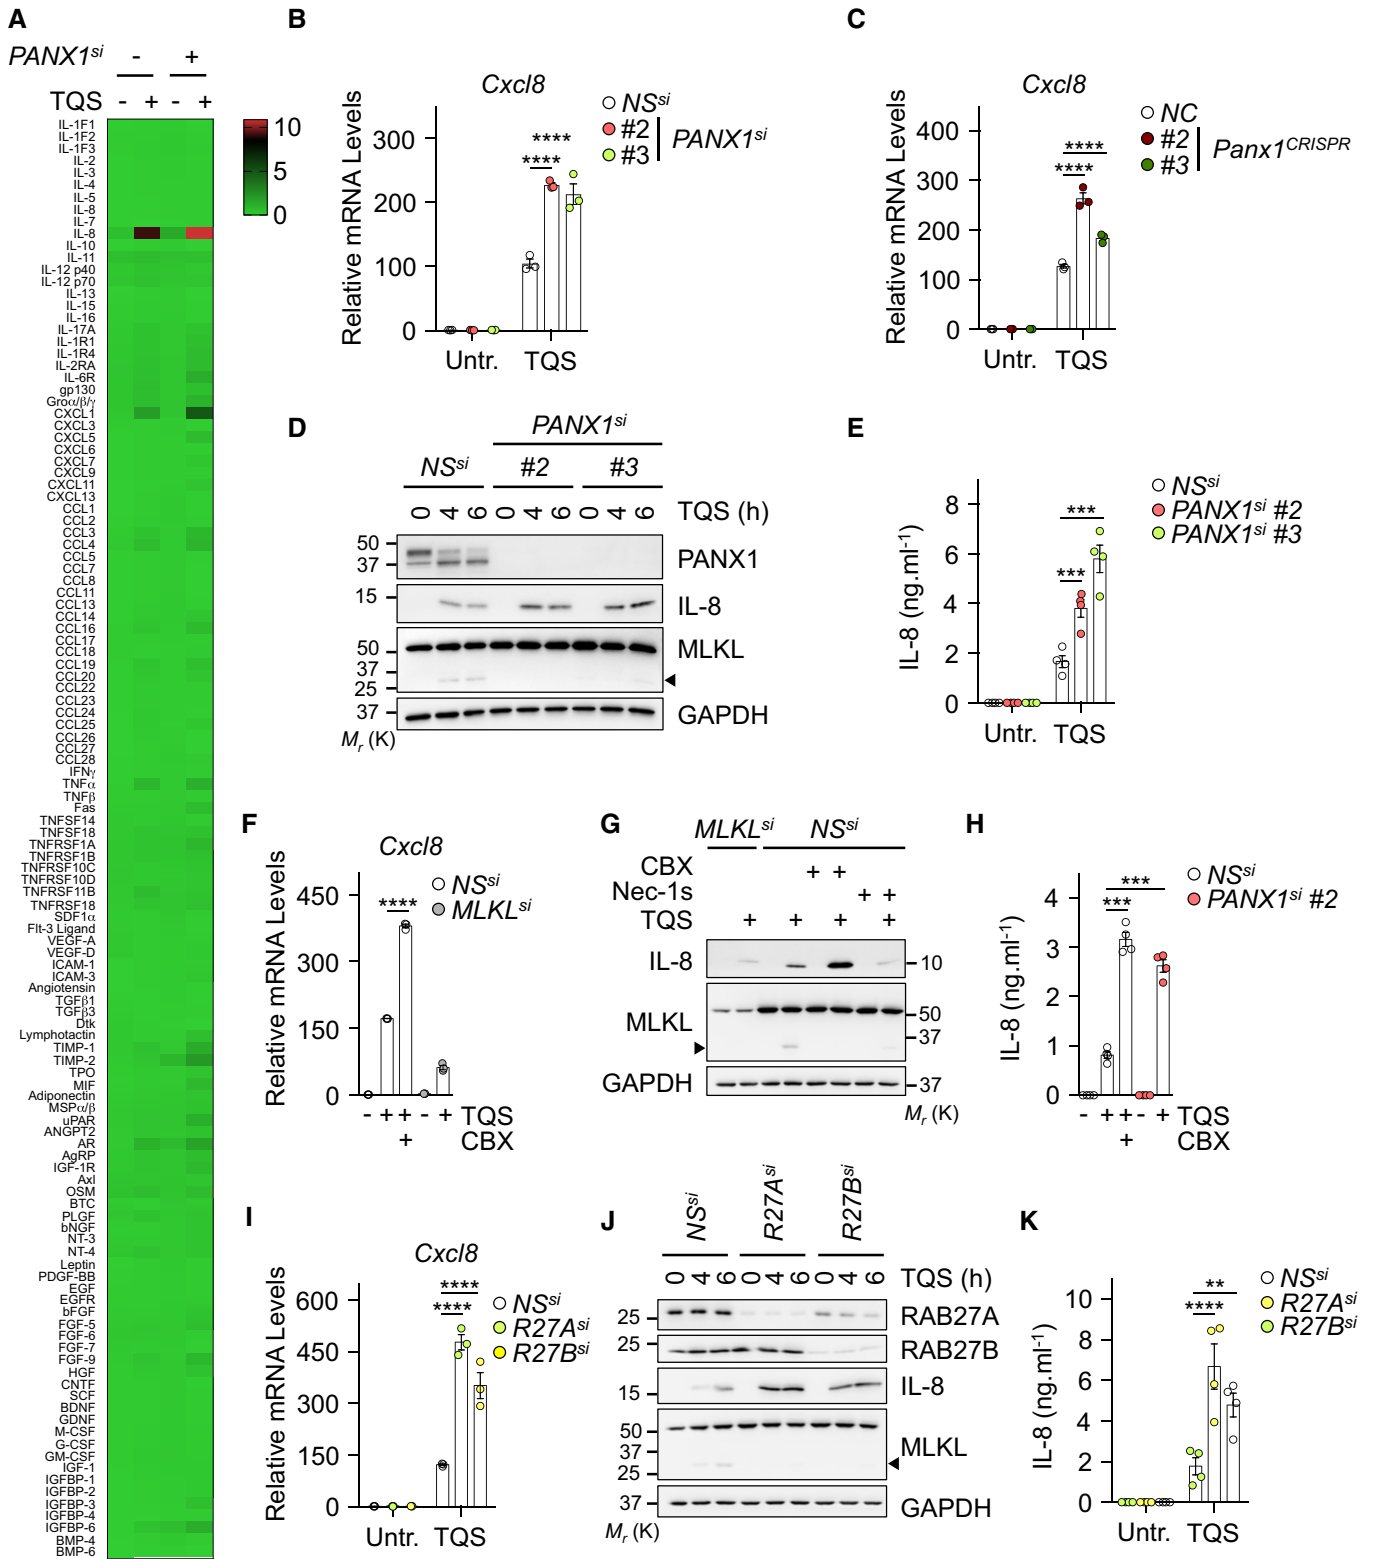 A
PANX1si - +
TQS - + - +
IL-1F1
IL-1F2
IL-1F3
IL-2
IL-3
IL-4
IL-5
IL-8
IL-7
IL-8
IL-10
IL-11
IL-12 p40
IL-12 p70
IL-13
IL-15
IL-16
IL-17A
IL-1R1
IL-1R4
IL-2RA
IL-6R
gp130
Groα/β/γ
CXCL1
CXCL3
CXCL5
CXCL6
CXCL7
CXCL9
CXCL11
CXCL13
CCL1
CCL2
CCL3
CCL4
CCL5
CCL7
CCL8
CCL11
CCL13
CCL14
CCL16
CCL17
CCL18
CCL19
CCL20
CCL22
CCL23
CCL24
CCL25
CCL26
CCL27
CCL28
IFNγ
TNFα
TNFβ
Fas
TNFSF14
TNFRSF18
TNFRSF1A
TNFRSF1B
TNFRSF10C
TNFRSF10D
TNFRSF11B
TNFRSF18
SDF1α
Flt-3 Ligand
VEGF-A
VEGF-D
ICAM-1
ICAM-3
Angiotensin
TGFβ1
TGFβ3
Dtk
Lymphotactin
TIMP-1
TIMP-2
TPO
MIF
Adiponectin
MSPα/β
uPAR
ANGPT2
AR
AgRP
IGF-1R
Axl
OSM
BTC
PLGF
bNGF
NT-3
NT-4
Leptin
PDGF-BB
EGF
EGFR
bFGF
FGF-5
FGF-6
FGF-7
FGF-9
HGF
CNTF
SCF
BDNF
GDNF
M-CSF
G-CSF
GM-CSF
IGF-1
IGFBP-1
IGFBP-2
IGFBP-3
IGFBP-4
IGFBP-6
BMP-4
BMP-6
10
5
0
B
Cxcl8
Relative mRNA Levels
300
200
100
0
****
****
Untr. TQS
NSsi
#2
#3
PANX1si
C
Cxcl8
Relative mRNA Levels
400
300
200
100
0
****
****
Untr. TQS
NC
#2
#3
Panx1CRISPR
D
PANX1si
NSsi #2 #3
0 4 6 0 4 6 0 4 6 TQS (h)
50
37
PANX1
15
IL-8
50
37
25
MLKL
37
GAPDH
Mr (K)
E
IL-8 (ng.ml-1)
8
6
4
2
0
***
***
Untr. TQS
NSsi
PANX1si #2
PANX1si #3
F
Cxcl8
Relative mRNA Levels
450
300
150
0
****
NSsi
MLKLsi
- + + - + TQS
+ CBX
G
MLKLsi NSsi
CBX + +
Nec-1s + +
TQS + + + +
IL-8 10
MLKL 50
37
GAPDH 37
Mr (K)
H
IL-8 (ng.ml-1)
4
3
2
1
0
***
***
NSsi
PANX1si #2
- + + - + TQS
+ CBX
I
Cxcl8
Relative mRNA Levels
600
450
300
150
0
****
****
Untr. TQS
NSsi
R27Asi
R27Bsi
J
NSsi R27Asi R27Bsi
0 4 6 0 4 6 0 4 6 TQS (h)
25 RAB27A
25 RAB27B
15 IL-8
50
37
25
MLKL
37 GAPDH
Mr (K)
K
IL-8 (ng.ml-1)
10
8
6
4
2
0
**
****
Untr. TQS
NSsi
R27Asi
R27Bsi